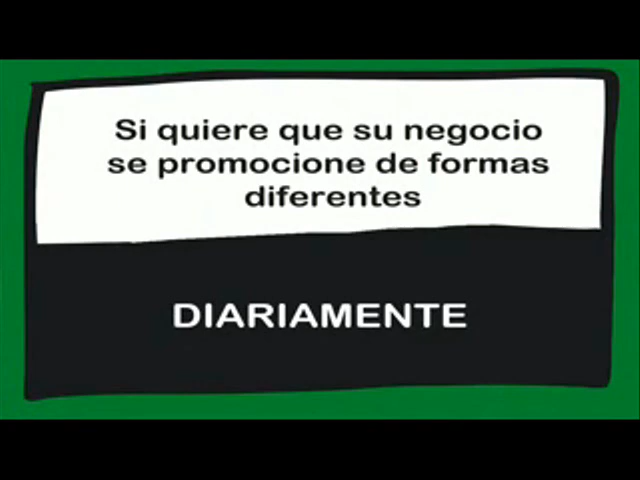 Si quiere que su negocio
se promocione de formas
diferentes
DIARIAMENTE